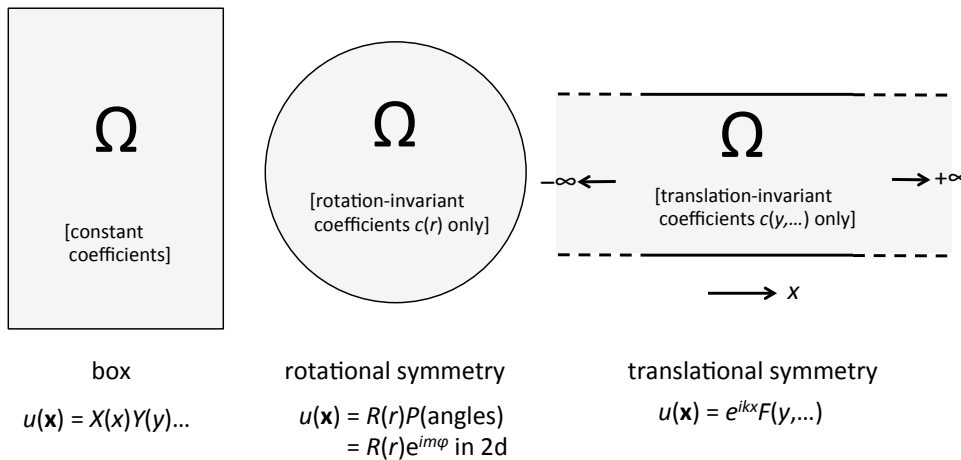 Ω
[constant
coefficients]
box
u(x) = X(x)Y(y)...
Ω
[rotation-invariant
coefficients c(r) only]
rotational symmetry
u(x) = R(r)P(angles)
= R(r)e^{imφ} in 2d
Ω
−∞
+∞
[translation-invariant
coefficients c(y,...) only]
x
translational symmetry
u(x) = e^{ikx}F(y,...)